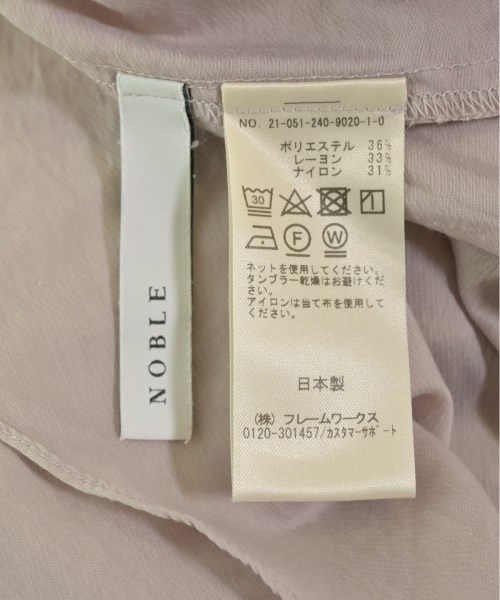 NOBLE
NO. 21-051-240-9020-1-0
ポリエステル 36%
レーヨン 33%
ナイロン 31%
30
F W
ネットを使用してください。
タンブラー乾燥はお避けくだ
さい。
アイロンは当て布を使用して
ください。
日本製
(株) フレームワークス
0120-301457/カスタマーサポート